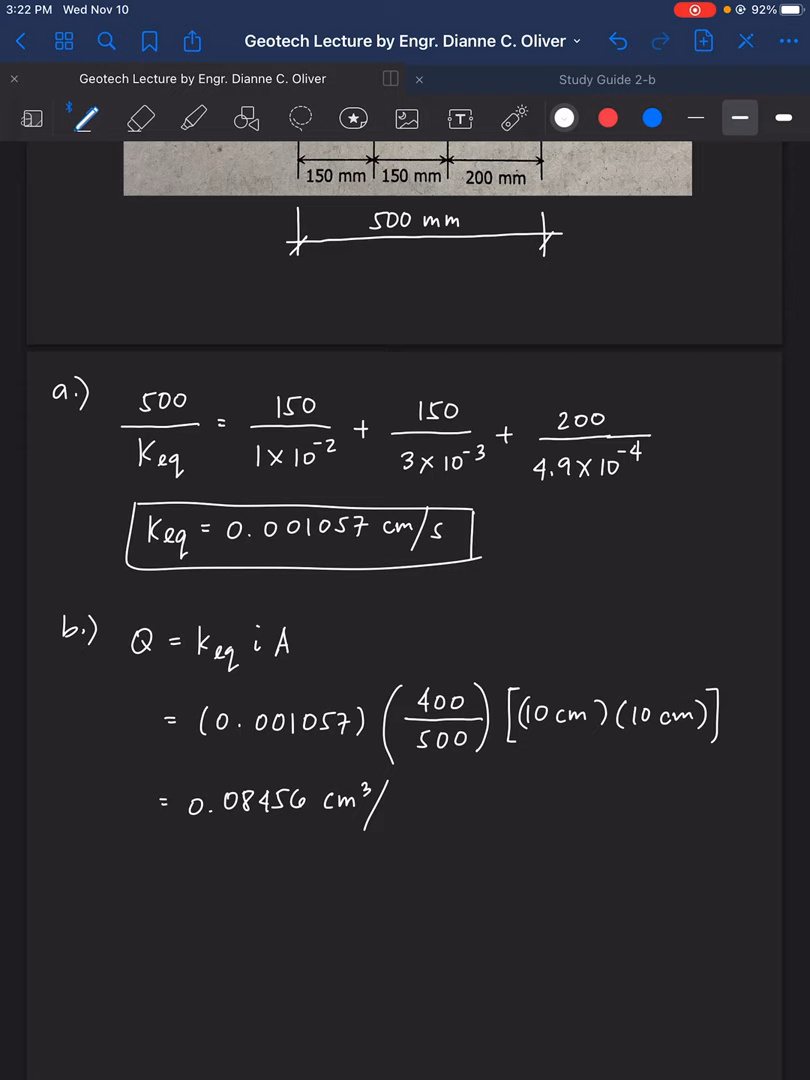 3:22 PM Wed Nov 10 92%
Geotech Lecture by Engr. Dianne C. Oliver
Geotech Lecture by Engr. Dianne C. Oliver Study Guide 2-b
T
150 mm 150 mm 200 mm
500 mm
a.) 500/Keq = 150/1 x 10^-2 + 150/3 x 10^-3 + 200/4.9 x 10^-4
Keq = 0.001057 cm/s
b.) Q = keq i A
= (0.001057) (400/500) [(10 cm)(10 cm)]
= 0.08456 cm³/